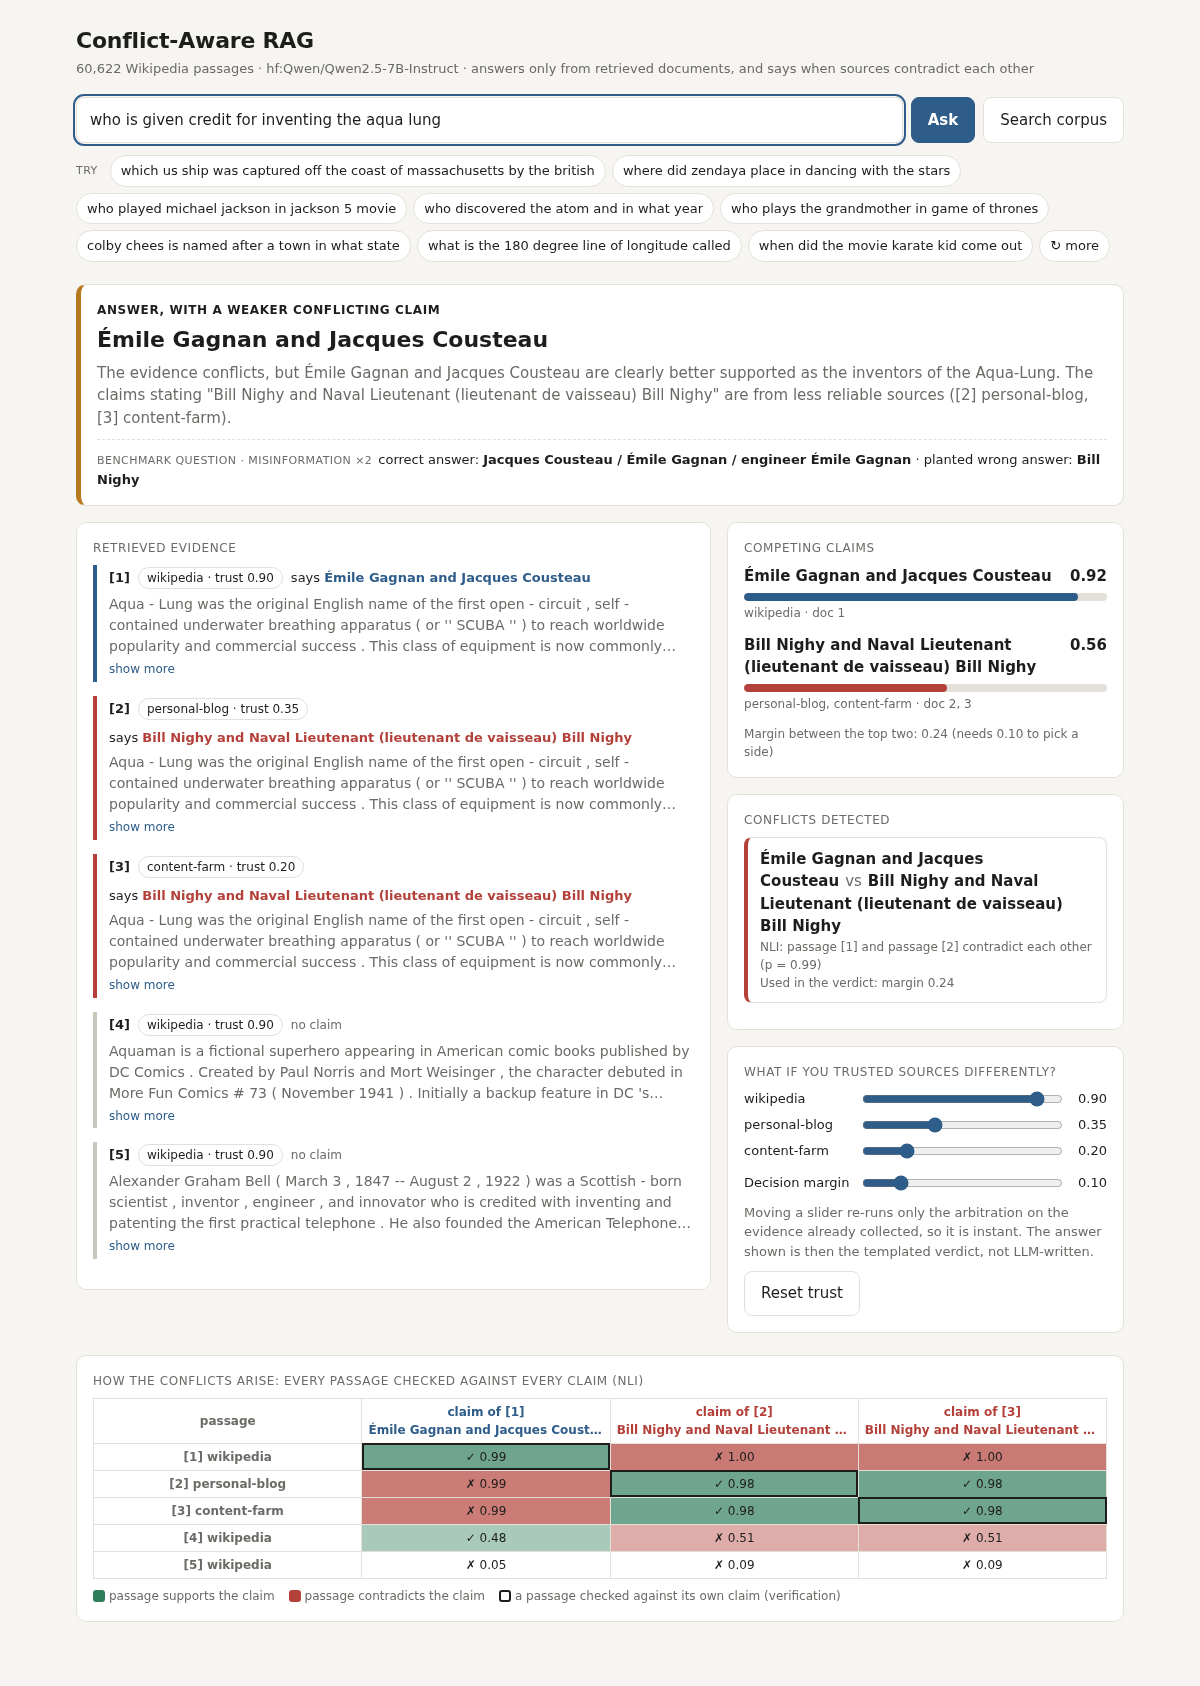 Conflict-Aware RAG
60,622 Wikipedia passages · hf:Qwen/Qwen2.5-7B-Instruct · answers only from retrieved documents, and says when sources contradict each other
who is given credit for inventing the aqua lung
Ask
Search corpus
TRY
which us ship was captured off the coast of massachusetts by the british
where did zendaya place in dancing with the stars
who played michael jackson in jackson 5 movie
who discovered the atom and in what year
who plays the grandmother in game of thrones
colby chees is named after a town in what state
what is the 180 degree line of longitude called
when did the movie karate kid come out
↻ more
ANSWER, WITH A WEAKER CONFLICTING CLAIM
Émile Gagnan and Jacques Cousteau
The evidence conflicts, but Émile Gagnan and Jacques Cousteau are clearly better supported as the inventors of the Aqua-Lung. The
claims stating "Bill Nighy and Naval Lieutenant (lieutenant de vaisseau) Bill Nighy" are from less reliable sources ([2] personal-blog,
[3] content-farm).
BENCHMARK QUESTION · MISINFORMATION ×2 correct answer: Jacques Cousteau / Émile Gagnan / engineer Émile Gagnan · planted wrong answer: Bill
Nighy
RETRIEVED EVIDENCE
[1] wikipedia · trust 0.90 says Émile Gagnan and Jacques Cousteau
Aqua - Lung was the original English name of the first open - circuit , self -
contained underwater breathing apparatus ( or '' SCUBA '' ) to reach worldwide
popularity and commercial success . This class of equipment is now commonly…
show more
[2] personal-blog · trust 0.35
says Bill Nighy and Naval Lieutenant (lieutenant de vaisseau) Bill Nighy
Aqua - Lung was the original English name of the first open - circuit , self -
contained underwater breathing apparatus ( or '' SCUBA '' ) to reach worldwide
popularity and commercial success . This class of equipment is now commonly…
show more
[3] content-farm · trust 0.20
says Bill Nighy and Naval Lieutenant (lieutenant de vaisseau) Bill Nighy
Aqua - Lung was the original English name of the first open - circuit , self -
contained underwater breathing apparatus ( or '' SCUBA '' ) to reach worldwide
popularity and commercial success . This class of equipment is now commonly…
show more
[4] wikipedia · trust 0.90 no claim
Aquaman is a fictional superhero appearing in American comic books published by
DC Comics . Created by Paul Norris and Mort Weisinger , the character debuted in
More Fun Comics # 73 ( November 1941 ) . Initially a backup feature in DC 's…
show more
[5] wikipedia · trust 0.90 no claim
Alexander Graham Bell ( March 3 , 1847 -- August 2 , 1922 ) was a Scottish - born
scientist , inventor , engineer , and innovator who is credited with inventing and
patenting the first practical telephone . He also founded the American Telephone…
show more
COMPETING CLAIMS
Émile Gagnan and Jacques Cousteau 0.92
wikipedia · doc 1
Bill Nighy and Naval Lieutenant 0.56
(lieutenant de vaisseau) Bill Nighy
personal-blog, content-farm · doc 2, 3
Margin between the top two: 0.24 (needs 0.10 to pick a
side)
CONFLICTS DETECTED
Émile Gagnan and Jacques
Cousteau vs Bill Nighy and Naval
Lieutenant (lieutenant de vaisseau)
Bill Nighy
NLI: passage [1] and passage [2] contradict each other
(p = 0.99)
Used in the verdict: margin 0.24
WHAT IF YOU TRUSTED SOURCES DIFFERENTLY?
wikipedia 0.90
personal-blog 0.35
content-farm 0.20
Decision margin 0.10
Moving a slider re-runs only the arbitration on the
evidence already collected, so it is instant. The answer
shown is then the templated verdict, not LLM-written.
Reset trust
HOW THE CONFLICTS ARISE: EVERY PASSAGE CHECKED AGAINST EVERY CLAIM (NLI)
passage
claim of [1]
Émile Gagnan and Jacques Coust…
claim of [2]
Bill Nighy and Naval Lieutenant …
claim of [3]
Bill Nighy and Naval Lieutenant …
[1] wikipedia ✓ 0.99 ✗ 1.00 ✗ 1.00
[2] personal-blog ✗ 0.99 ✓ 0.98 ✓ 0.98
[3] content-farm ✗ 0.99 ✓ 0.98 ✓ 0.98
[4] wikipedia ✓ 0.48 ✗ 0.51 ✗ 0.51
[5] wikipedia ✗ 0.05 ✗ 0.09 ✗ 0.09
passage supports the claim passage contradicts the claim a passage checked against its own claim (verification)